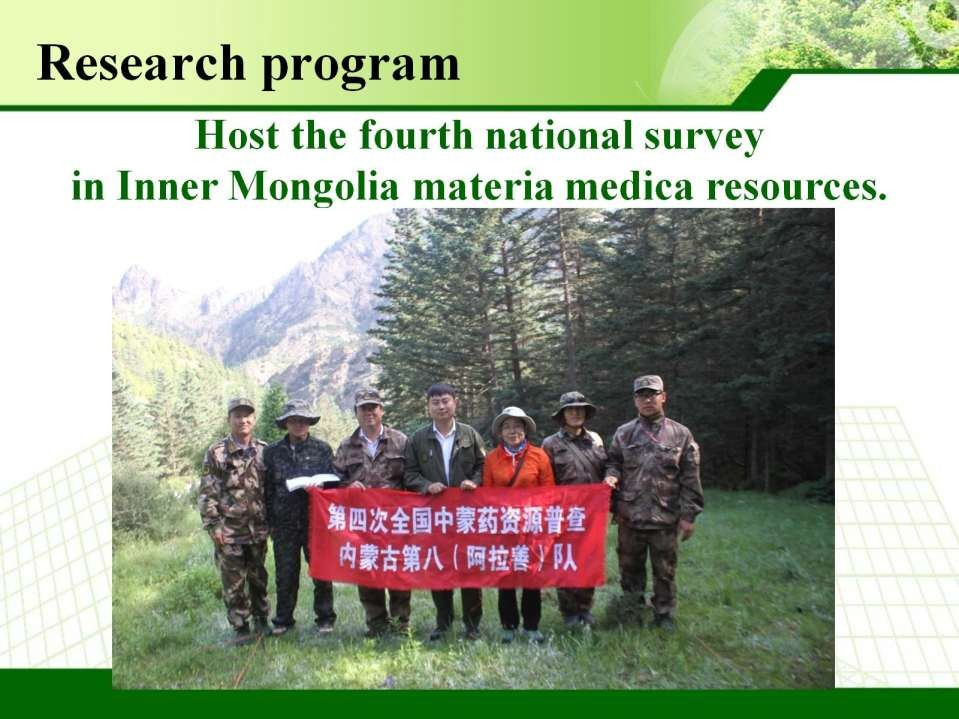 Research program
Host the fourth national survey
in Inner Mongolia materia medica resources.
第四次全国中蒙药资源普查
内蒙古第八（阿拉善）队